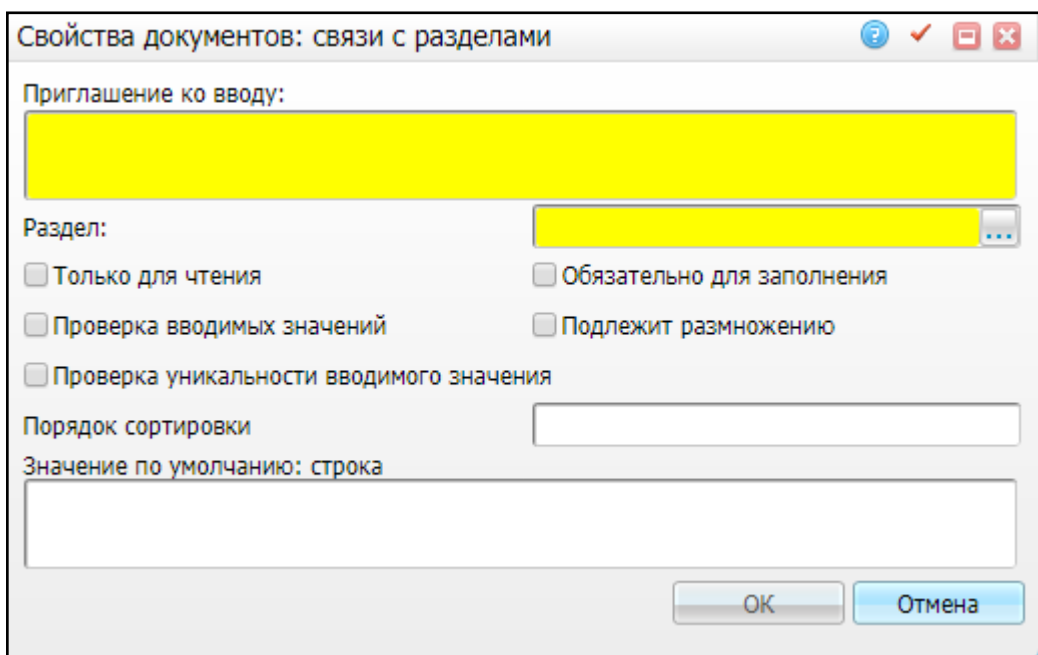 Свойства документов: связи с разделами
Приглашение ко вводу:
Раздел:
...
Только для чтения
Обязательно для заполнения
Проверка вводимых значений
Подлежит размножению
Проверка уникальности вводимого значения
Порядок сортировки
Значение по умолчанию: строка
ОК
Отмена